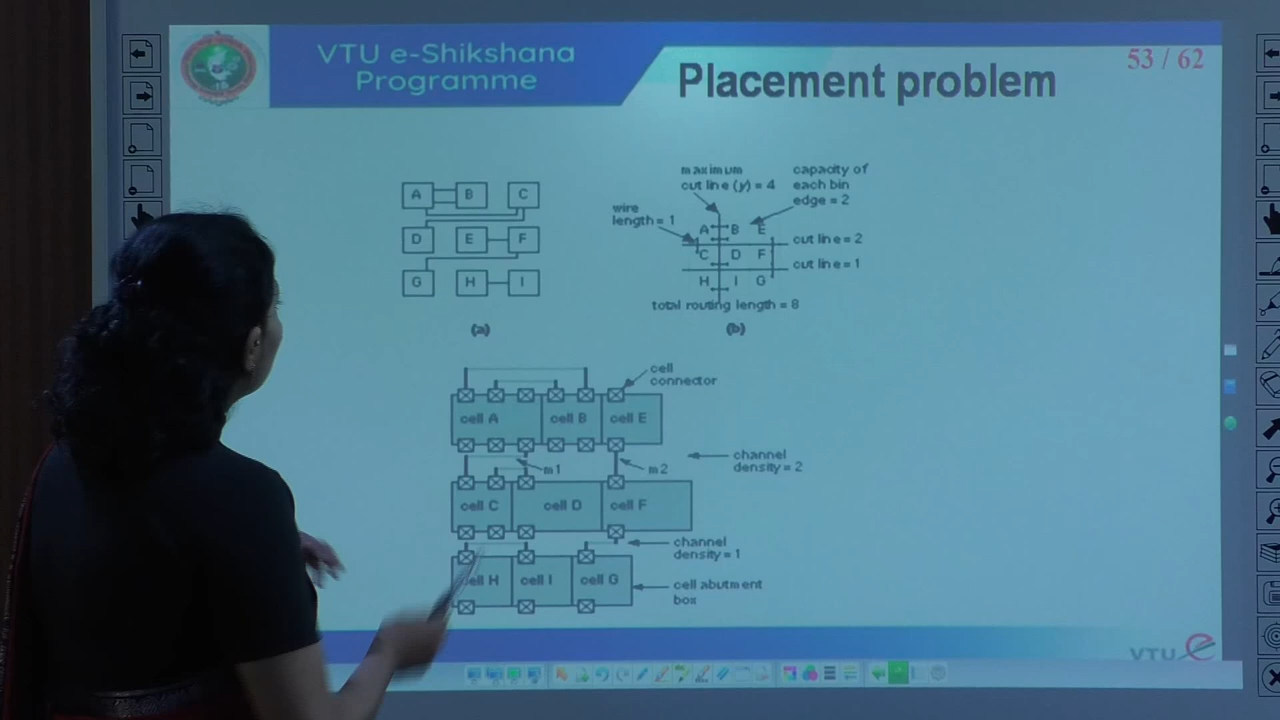 VTU e-Shikshana
Programme
Placement problem
53 / 62
A B C
D E F
G H I
(a)
maximum
cut line (y) = 4
capacity of
each bin
edge = 2
wire
length = 1
A B E
cut line = 2
C D F
cut line = 1
H I G
total routing length = 8
(b)
cell
connector
cell A cell B cell E
m1 m2
channel
density = 2
cell C cell D cell F
channel
density = 1
cell H cell I cell G
cell abutment
box
VTU e